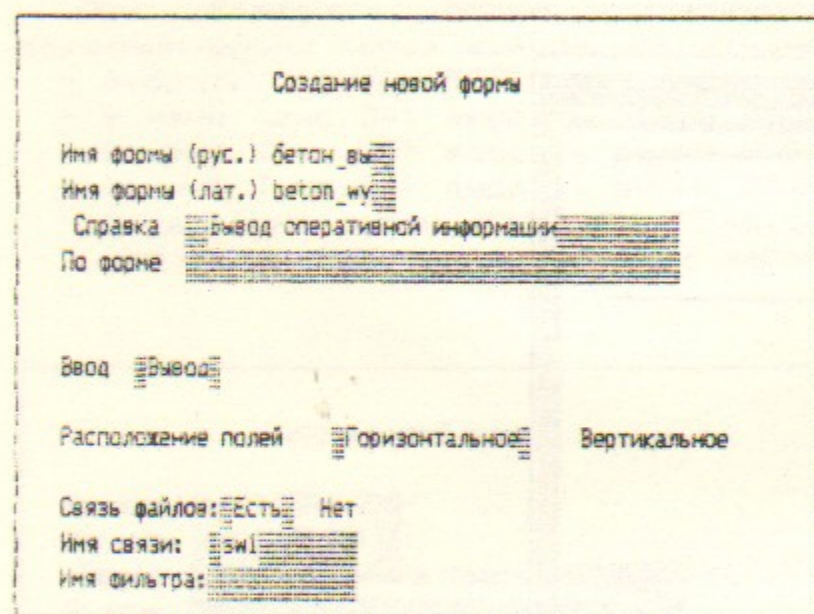 Создание новой формы
Имя формы (рус.) бетон_вы
Имя формы (лат.) beton_wy
Справка Вывод оперативной информации
По форме
Ввод Вывод
Расположение полей Горизонтальное Вертикальное
Связь файлов: Есть Нет
Имя связи: sw1
Имя фильтра: